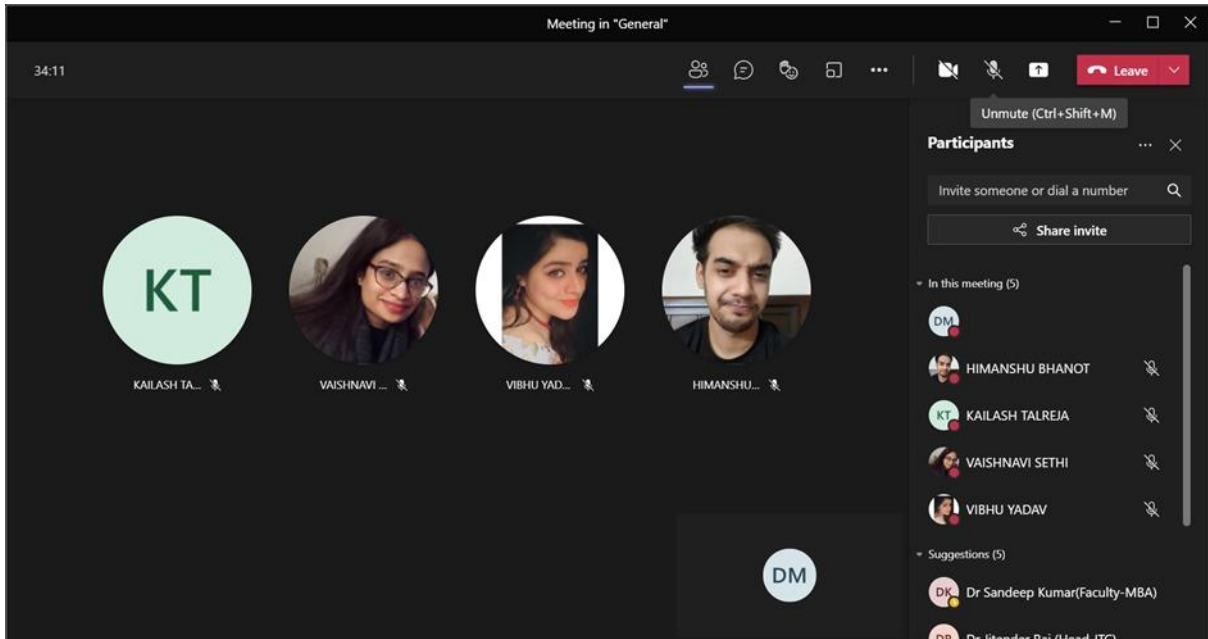 Meeting in "General"
34:11
Leave
Unmute (Ctrl+Shift+M)
Participants
Invite someone or dial a number
Share invite
In this meeting (5)
DM
HIMANSHU BHANOT
KT KAILASH TALREJA
VAISHNAVI SETHI
VIBHU YADAV
Suggestions (5)
DK Dr Sandeep Kumar(Faculty-MBA)
KT
KAILASH TA...
VAISHNAVI ...
VIBHU YAD...
HIMANSHU...
DM